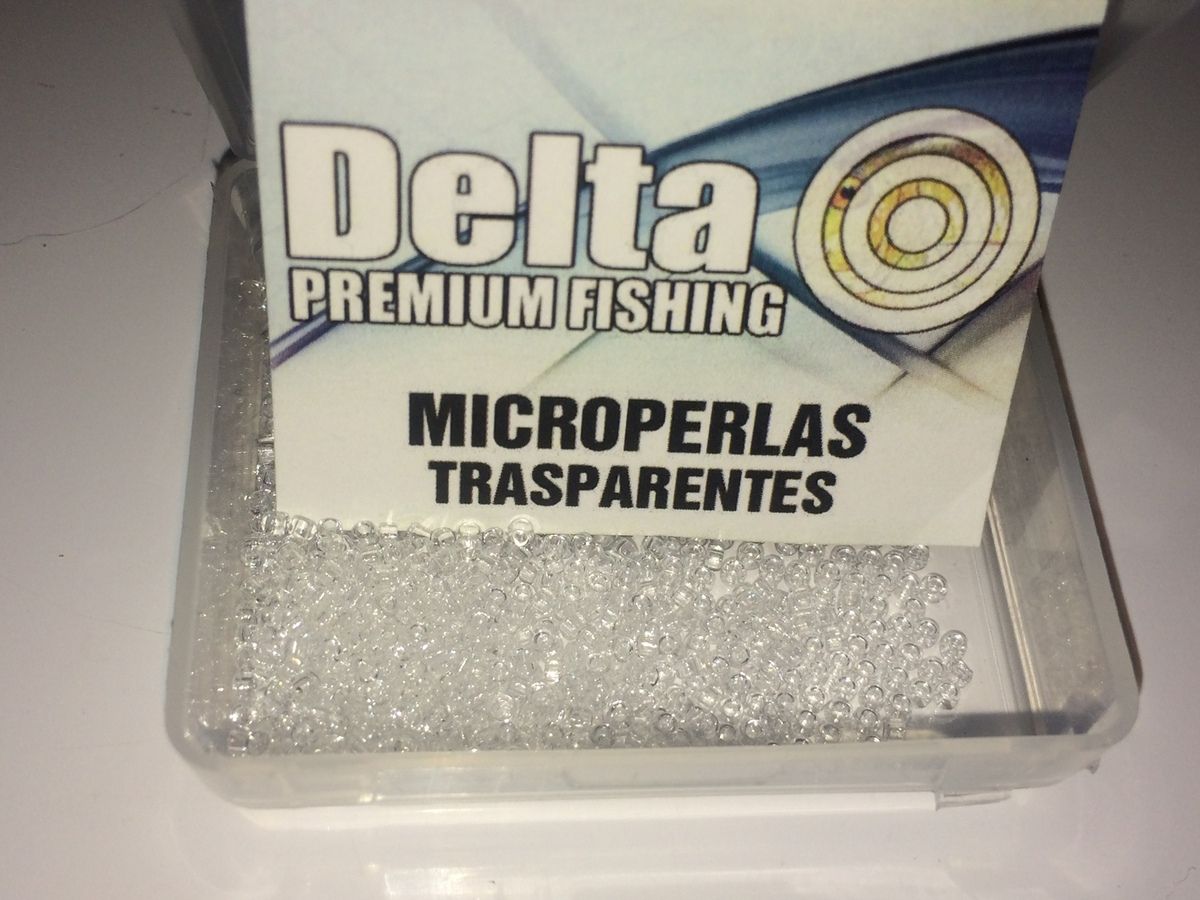 Delta
PREMIUM FISHING
MICROPERLAS
TRASPARENTES